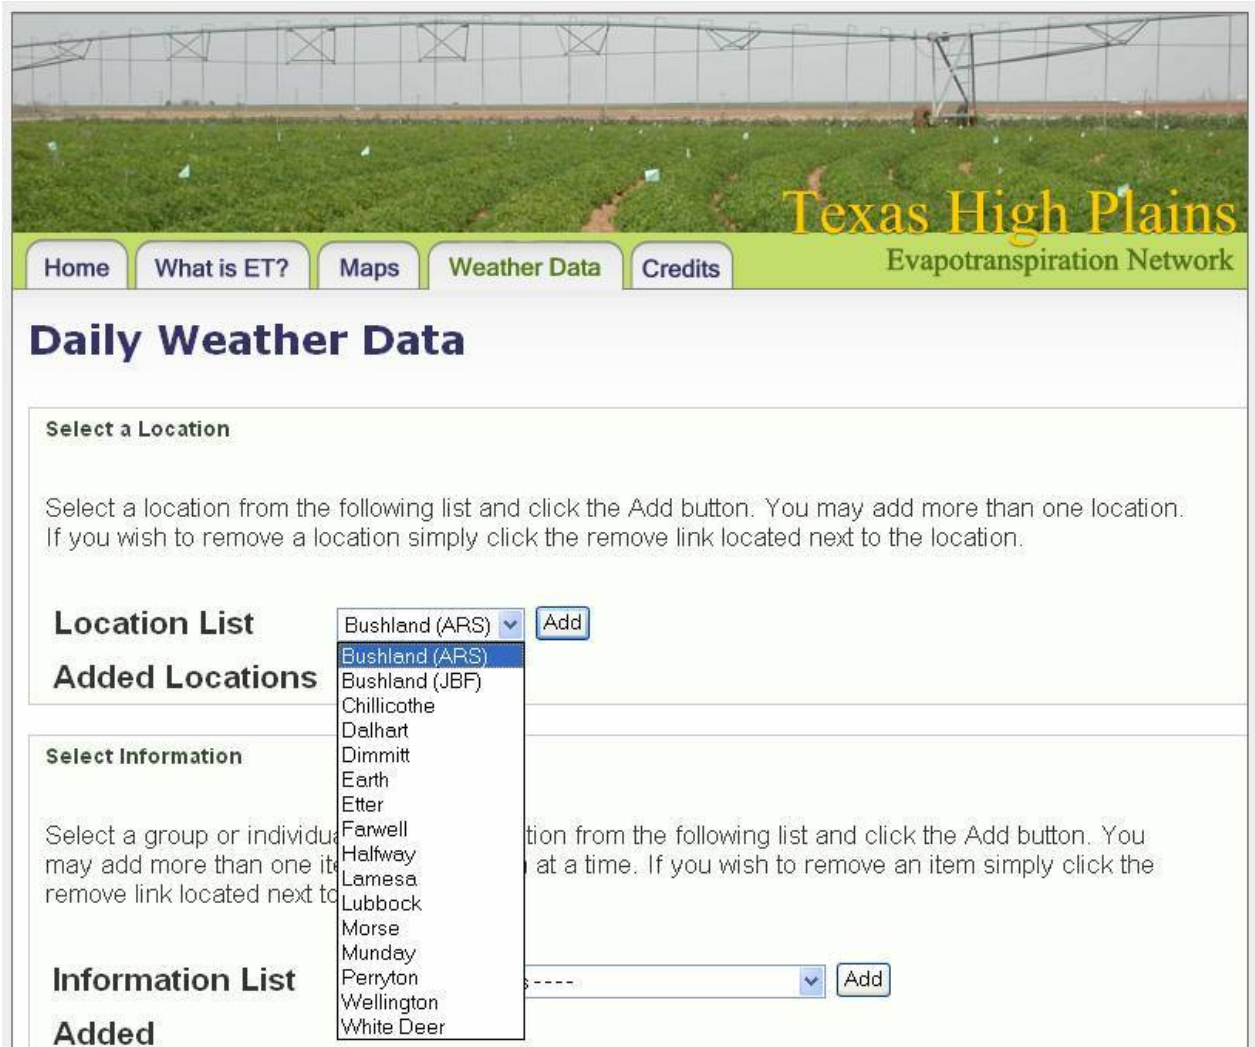 Texas High Plains
Evapotranspiration Network
Home What is ET? Maps Weather Data Credits
Daily Weather Data
Select a Location
Select a location from the following list and click the Add button. You may add more than one location.
If you wish to remove a location simply click the remove link located next to the location.
Location List Bushland (ARS) Add
Bushland (ARS)
Added Locations Bushland (JBF)
Chillicothe
Dalhart
Select Information Dimmitt
Earth
Etter
Select a group or individua Farwell tion from the following list and click the Add button. You
Halfway
may add more than one ite at a time. If you wish to remove an item simply click the
Lamesa
remove link located next to Lubbock
Morse
Munday
Information List Perryton s---- Add
Wellington
Added White Deer